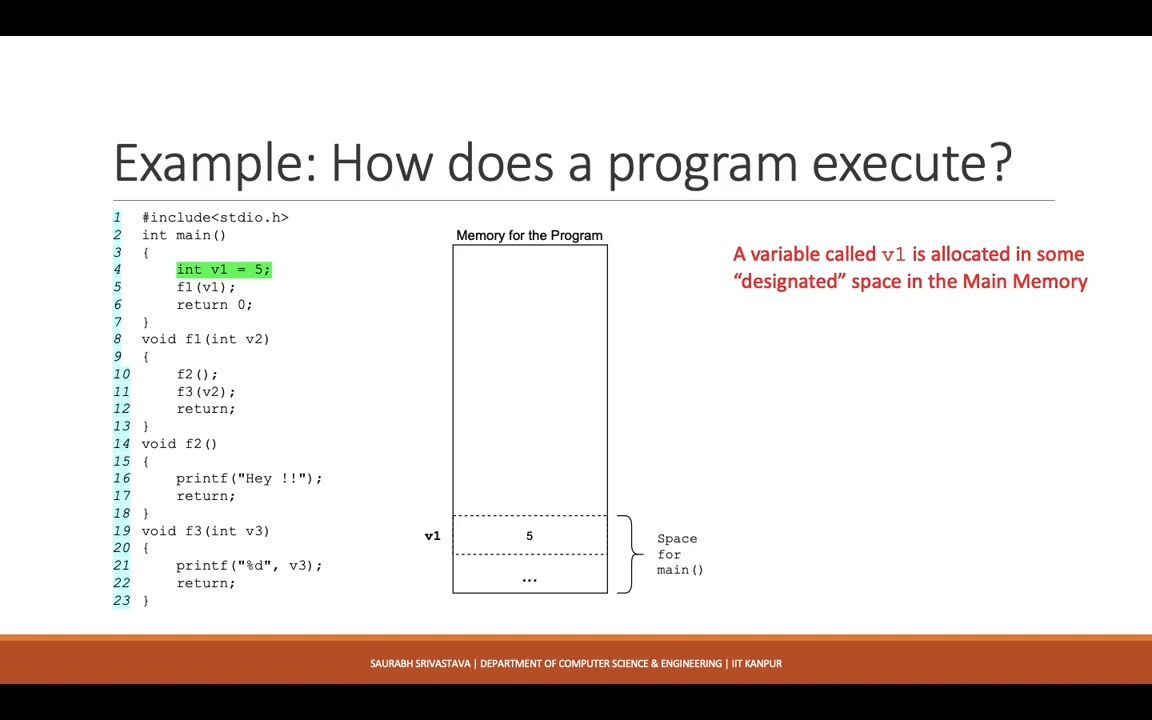 Example: How does a program execute?
1 #include<stdio.h>
2 int main()
3 {
4 int v1 = 5;
5 f1(v1);
6 return 0;
7 }
8 void f1(int v2)
9 {
10 f2();
11 f3(v2);
12 return;
13 }
14 void f2()
15 {
16 printf("Hey !!");
17 return;
18 }
19 void f3(int v3)
20 {
21 printf("%d", v3);
22 return;
23 }
Memory for the Program
v1 5
...
Space
for
main()
A variable called v1 is allocated in some
“designated” space in the Main Memory
SAURABH SRIVASTAVA | DEPARTMENT OF COMPUTER SCIENCE & ENGINEERING | IIT KANPUR